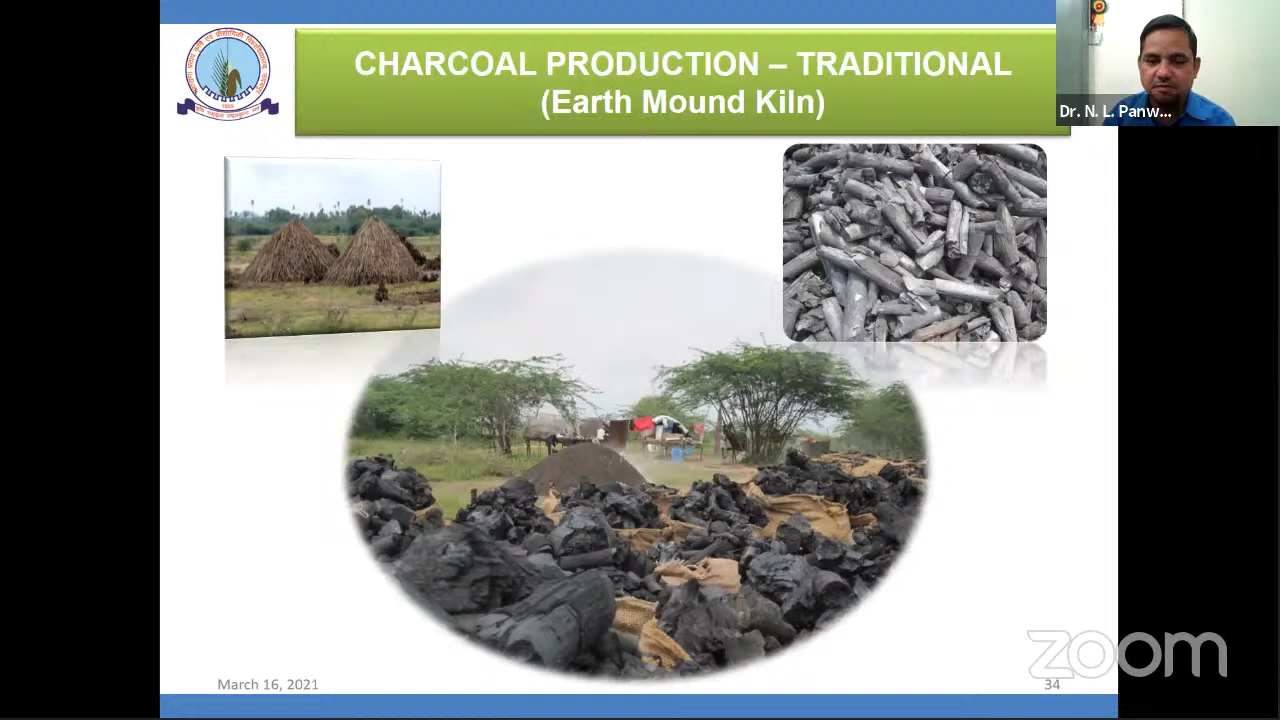 CHARCOAL PRODUCTION – TRADITIONAL
(Earth Mound Kiln)
Dr. N. L. Panw...
March 16, 2021
34
zoom